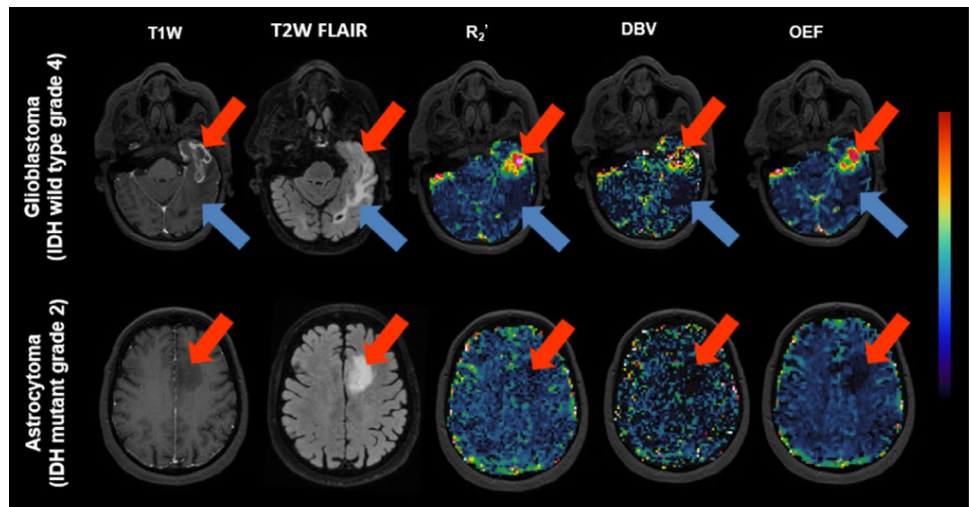 T1W
T2W FLAIR
R₂'
DBV
OEF
Glioblastoma
(IDH wild type grade 4)
Astrocytoma
(IDH mutant grade 2)